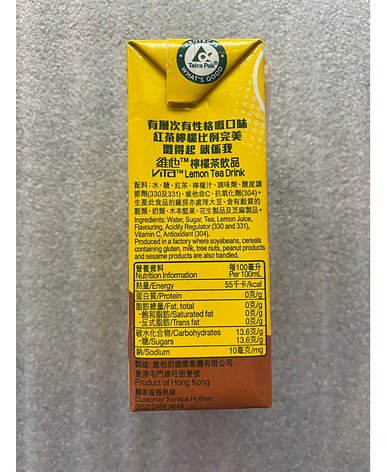 PROTECTS
Tetra Pak®
WHAT'S GOOD
有層次有性格嘅口味
紅茶檸檬比例完美
嚐得起 就係我
維他™檸檬茶飲品
VITA™ Lemon Tea Drink
配料：水、糖、紅茶、檸檬汁、調味劑、酸度調
節劑(330及331)、維他命C、抗氧化劑(304)。
生產此食品的廠房亦處理大豆、含有麩質的
穀類、奶類、木本堅果、花生製品及芝麻製品。
Ingredients: Water, Sugar, Tea, Lemon Juice,
Flavouring, Acidity Regulator (330 and 331),
Vitamin C, Antioxidant (304).
Produced in a factory where soybeans, cereals
containing gluten, milk, tree nuts, peanut products
and sesame products are also handled.
營養資料 每100毫升
Nutrition Information Per 100mL
熱量/Energy 55千卡/kcal
蛋白質/Protein 0克/g
脂肪總量/Fat, total 0克/g
-飽和脂肪/Saturated fat 0克/g
-反式脂肪/Trans fat 0克/g
碳水化合物/Carbohydrates 13.6克/g
-糖/Sugars 13.6克/g
鈉/Sodium 10毫克/mg
製造: 維他奶國際集團有限公司
香港屯門建旺街壹號
Product of Hong Kong
顧客服務熱線
Customer Service Hotline:
(852)2468 9645